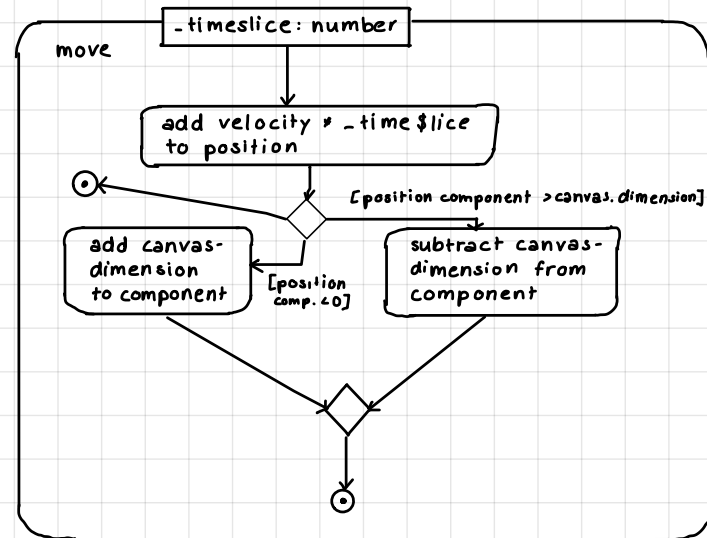 _timeslice: number
move
add velocity * _time$lice
to position
[position component >canvas.dimension]
add canvas-
dimension
to component
[position
comp.<0]
subtract canvas-
dimension from
component